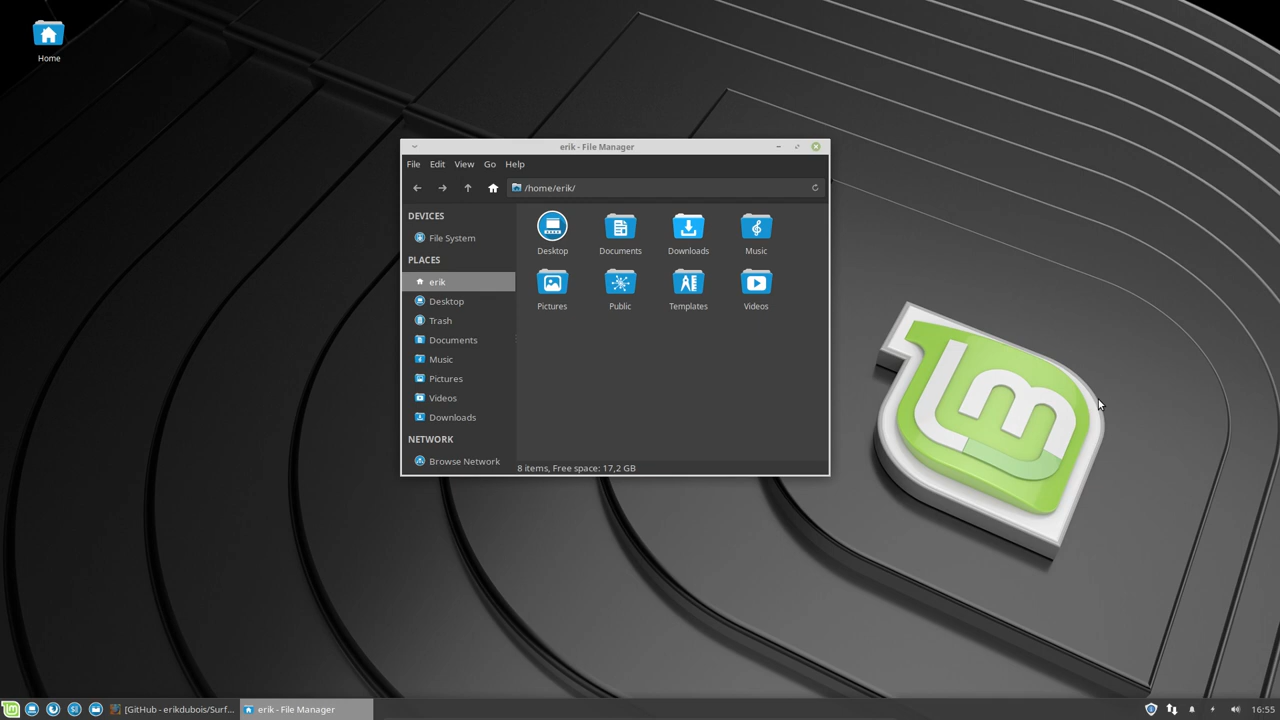 Home
erik - File Manager
File Edit View Go Help
/home/erik/
DEVICES
File System
PLACES
erik
Desktop
Trash
Documents
Music
Pictures
Videos
Downloads
NETWORK
Browse Network
Desktop Documents Downloads Music
Pictures Public Templates Videos
8 items, Free space: 17,2 GB
lm
[GitHub - erikdubois/Surf... erik - File Manager 16:55